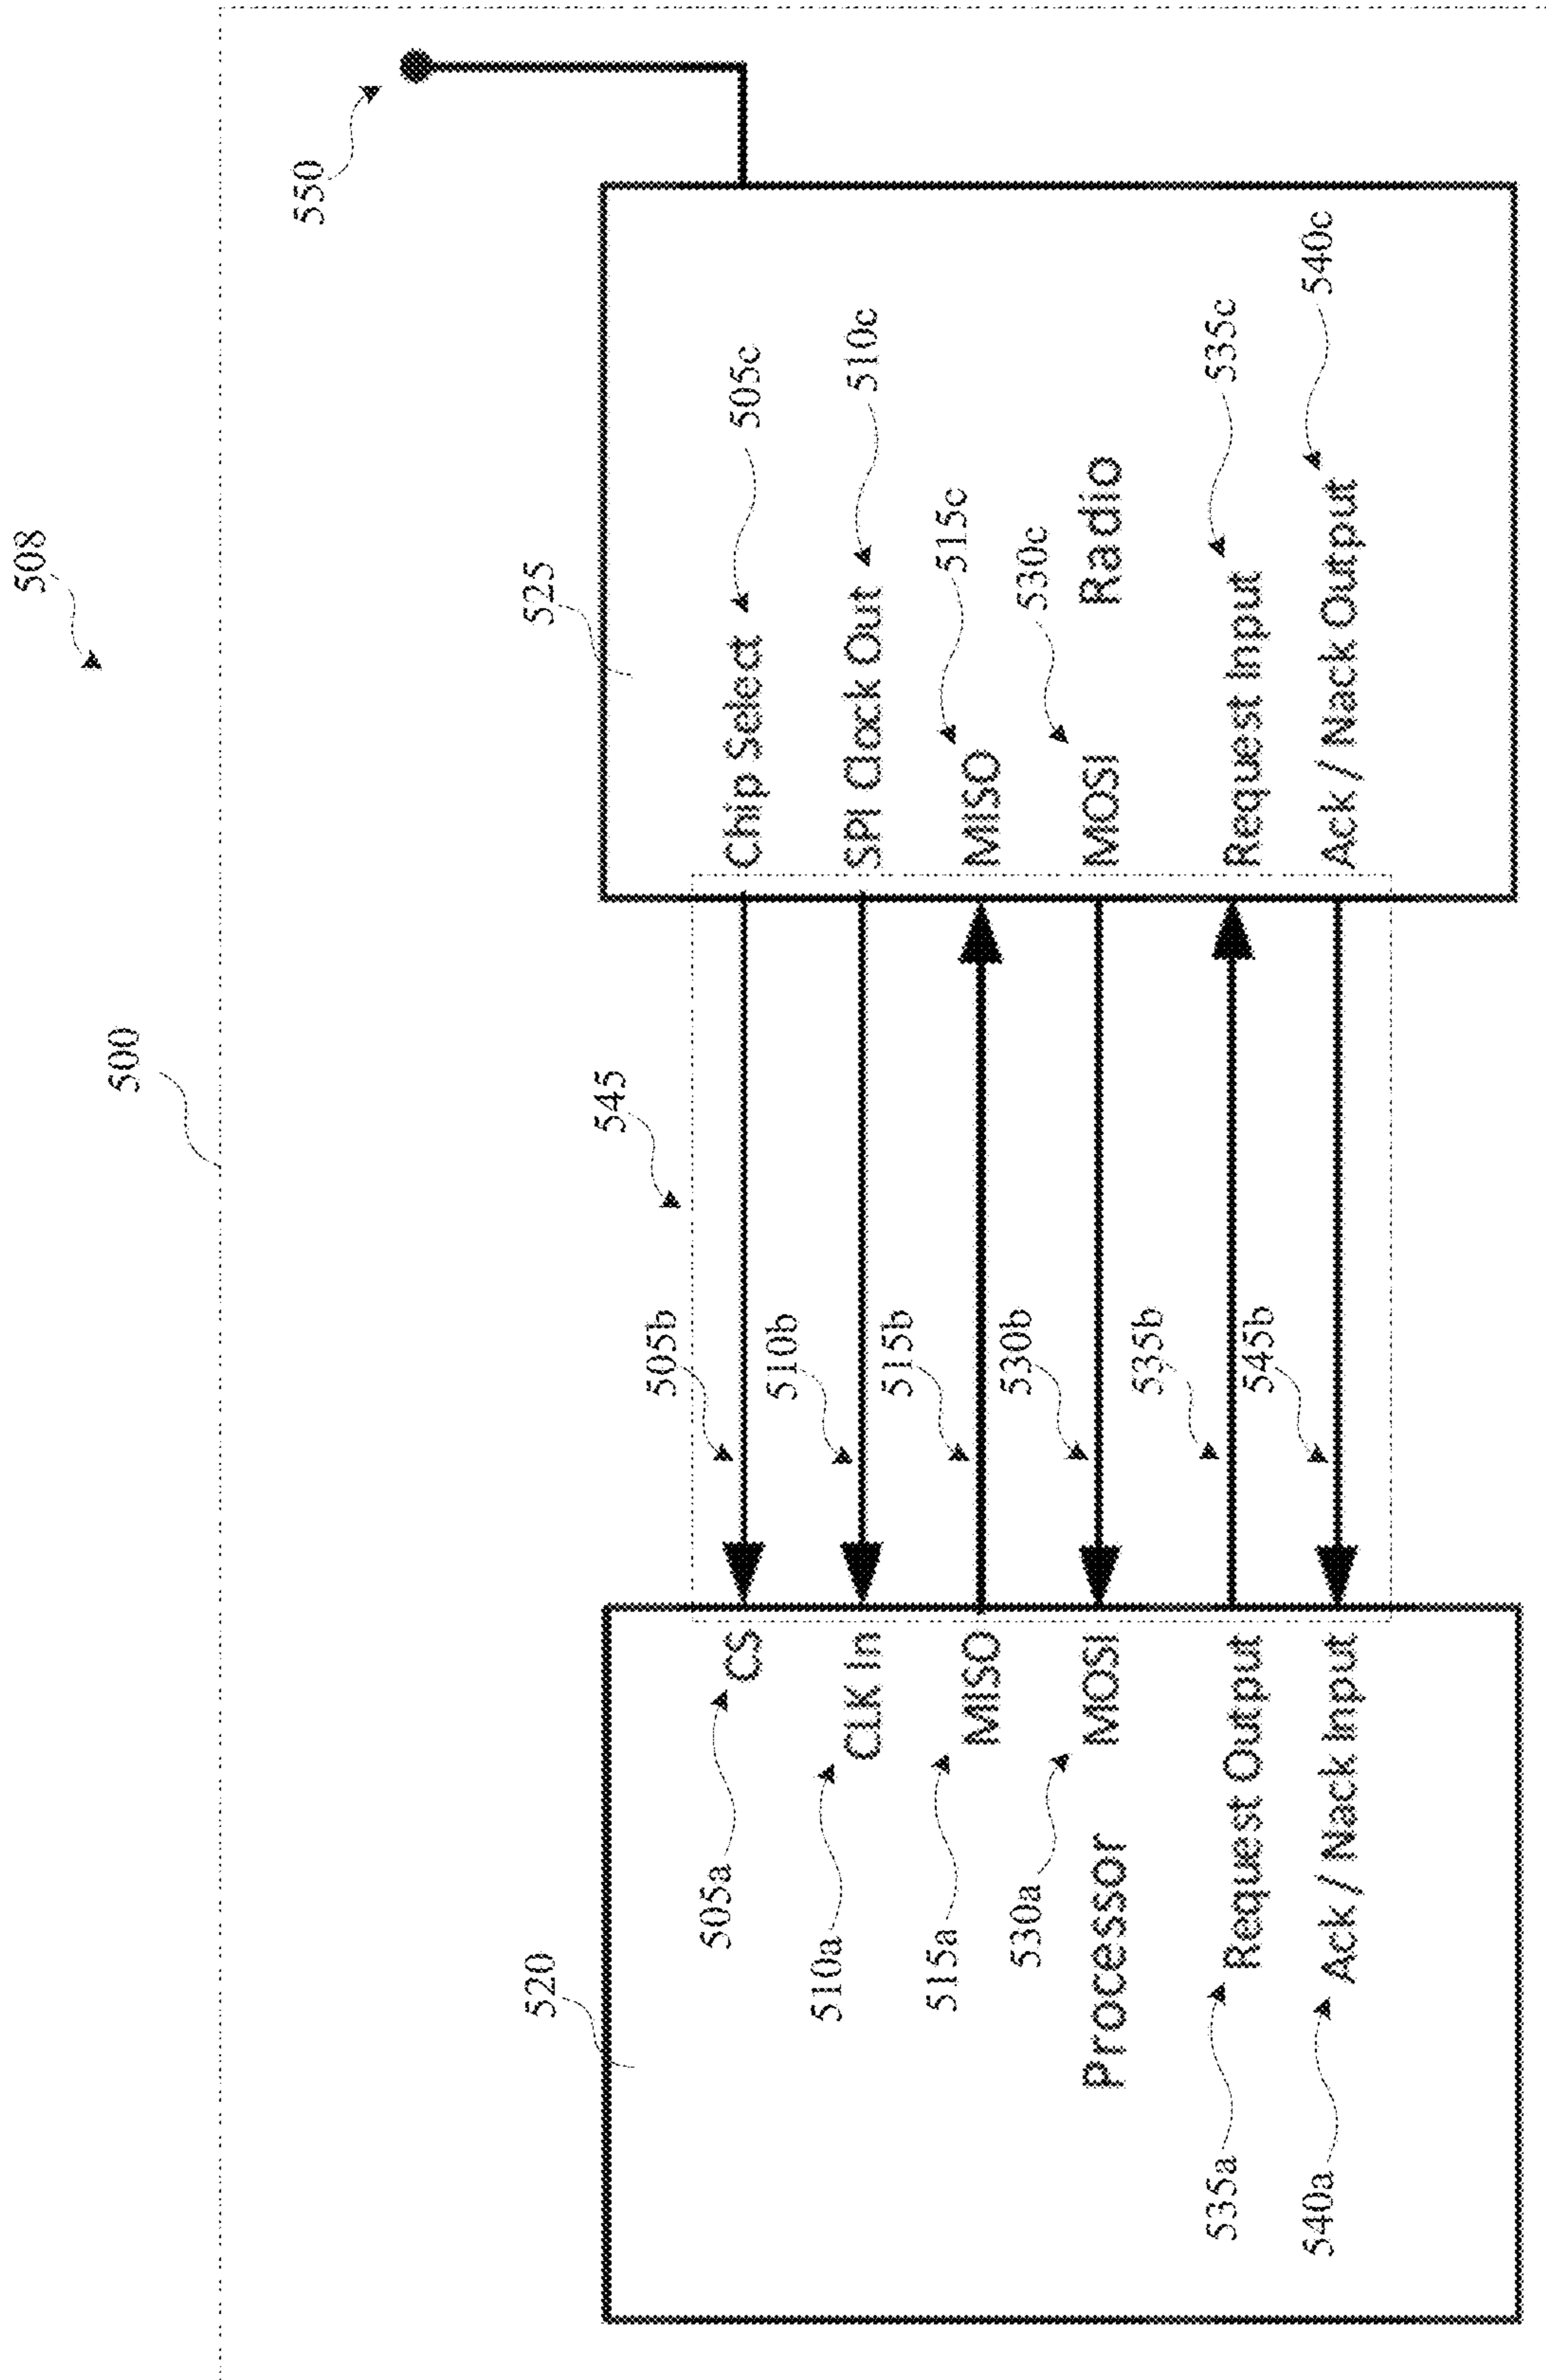 508
500
520
525
550
545
505a
CS
505b
Chip Select
505c
510a
CLK In
510b
SPI Clock Out
510c
515a
MISO
515b
MISO
515c
530a
MOSI
530b
MOSI
530c
Processor
Radio
535a
Request Output
535b
Request Input
535c
540a
Ack / Nack Input
545b
Ack / Nack Output
540c